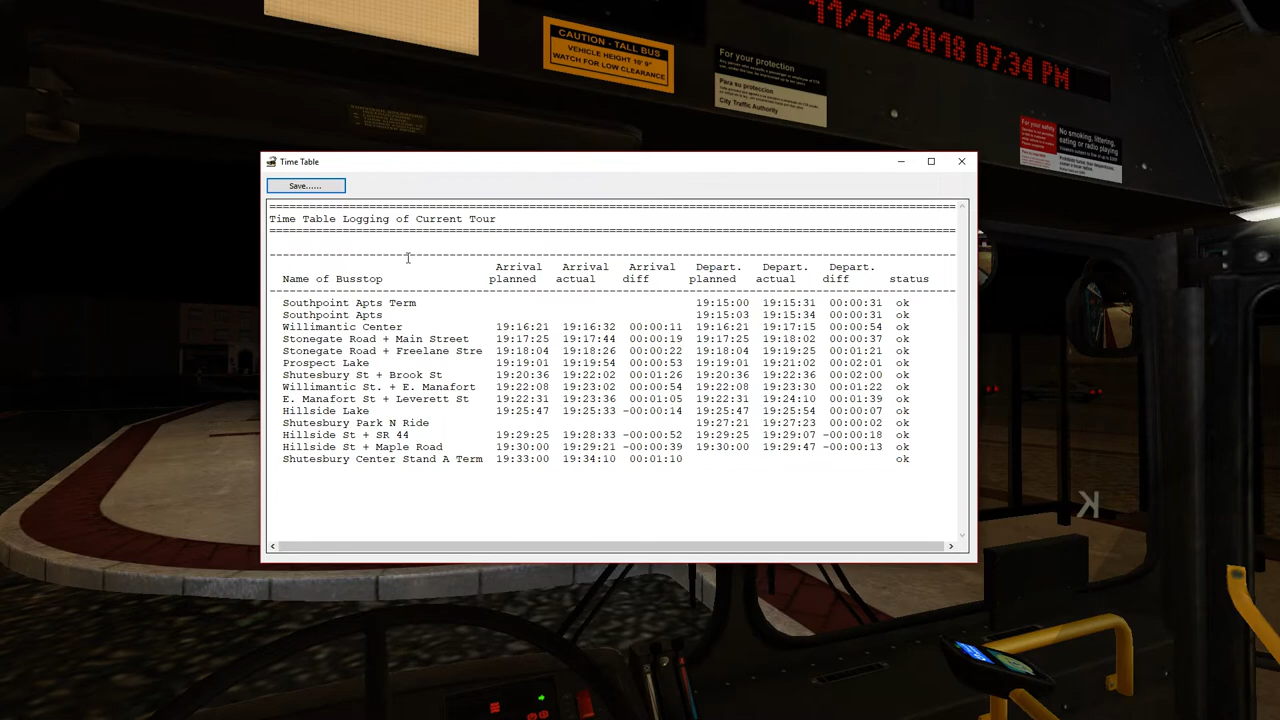 11/12/2018 07:34 PM
CAUTION - TALL BUS
VEHICLE HEIGHT 10' 9"
WATCH FOR LOW CLEARANCE
For your protection
Para su proteccion
City Traffic Authority
For your safety
No smoking, littering,
eating or radio playing
Time Table
Save......
Time Table Logging of Current Tour
Arrival Arrival Arrival Depart. Depart. Depart.
Name of Busstop planned actual diff planned actual diff status
Southpoint Apts Term 19:15:00 19:15:31 00:00:31 ok
Southpoint Apts 19:15:03 19:15:34 00:00:31 ok
Willimantic Center 19:16:21 19:16:32 00:00:11 19:16:21 19:17:15 00:00:54 ok
Stonegate Road + Main Street 19:17:25 19:17:44 00:00:19 19:17:25 19:18:02 00:00:37 ok
Stonegate Road + Freelane Stre 19:18:04 19:18:26 00:00:22 19:18:04 19:19:25 00:01:21 ok
Prospect Lake 19:19:01 19:19:54 00:00:53 19:19:01 19:21:02 00:02:01 ok
Shutesbury St + Brook St 19:20:36 19:22:02 00:01:26 19:20:36 19:22:36 00:02:00 ok
Willimantic St. + E. Manafort 19:22:08 19:23:02 00:00:54 19:22:08 19:23:30 00:01:22 ok
E. Manafort St + Leverett St 19:22:31 19:23:36 00:01:05 19:22:31 19:24:10 00:01:39 ok
Hillside Lake 19:25:47 19:25:33 -00:00:14 19:25:47 19:25:54 00:00:07 ok
Shutesbury Park N Ride 19:27:21 19:27:23 00:00:02 ok
Hillside St + SR 44 19:29:25 19:28:33 -00:00:52 19:29:25 19:29:07 -00:00:18 ok
Hillside St + Maple Road 19:30:00 19:29:21 -00:00:39 19:30:00 19:29:47 -00:00:13 ok
Shutesbury Center Stand A Term 19:33:00 19:34:10 00:01:10 ok
K